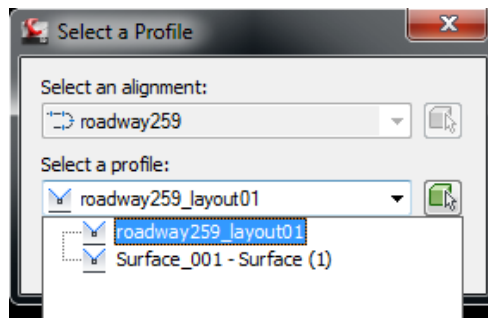 Select a Profile
Select an alignment:
roadway259
Select a profile:
roadway259_layout01
roadway259_layout01
Surface_001 - Surface (1)